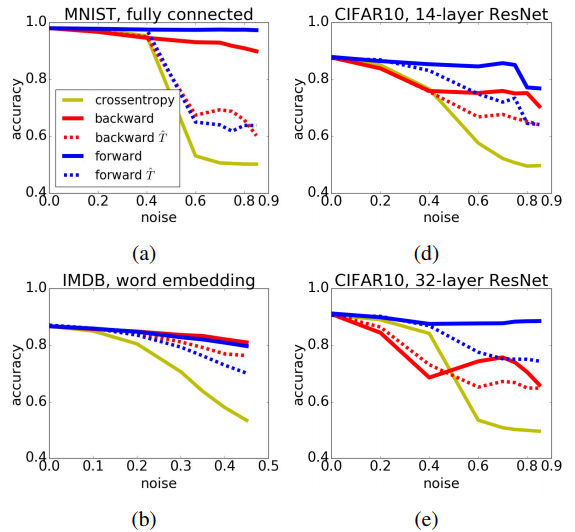 MNIST, fully connected
1.0
0.8
0.6
0.4
accuracy
crossentropy
backward
backward T̂
forward
forward T̂
0 0.2 0.4 0.6 0.8 0.9
noise
(a)
CIFAR10, 14-layer ResNet
1.0
0.8
0.6
0.4
accuracy
0 0.2 0.4 0.6 0.8 0.9
noise
(d)
IMDB, word embedding
1.0
0.8
0.6
0.4
accuracy
0 0.1 0.2 0.3 0.4 0.5
noise
(b)
CIFAR10, 32-layer ResNet
1.0
0.8
0.6
0.4
accuracy
0 0.2 0.4 0.6 0.8 0.9
noise
(e)